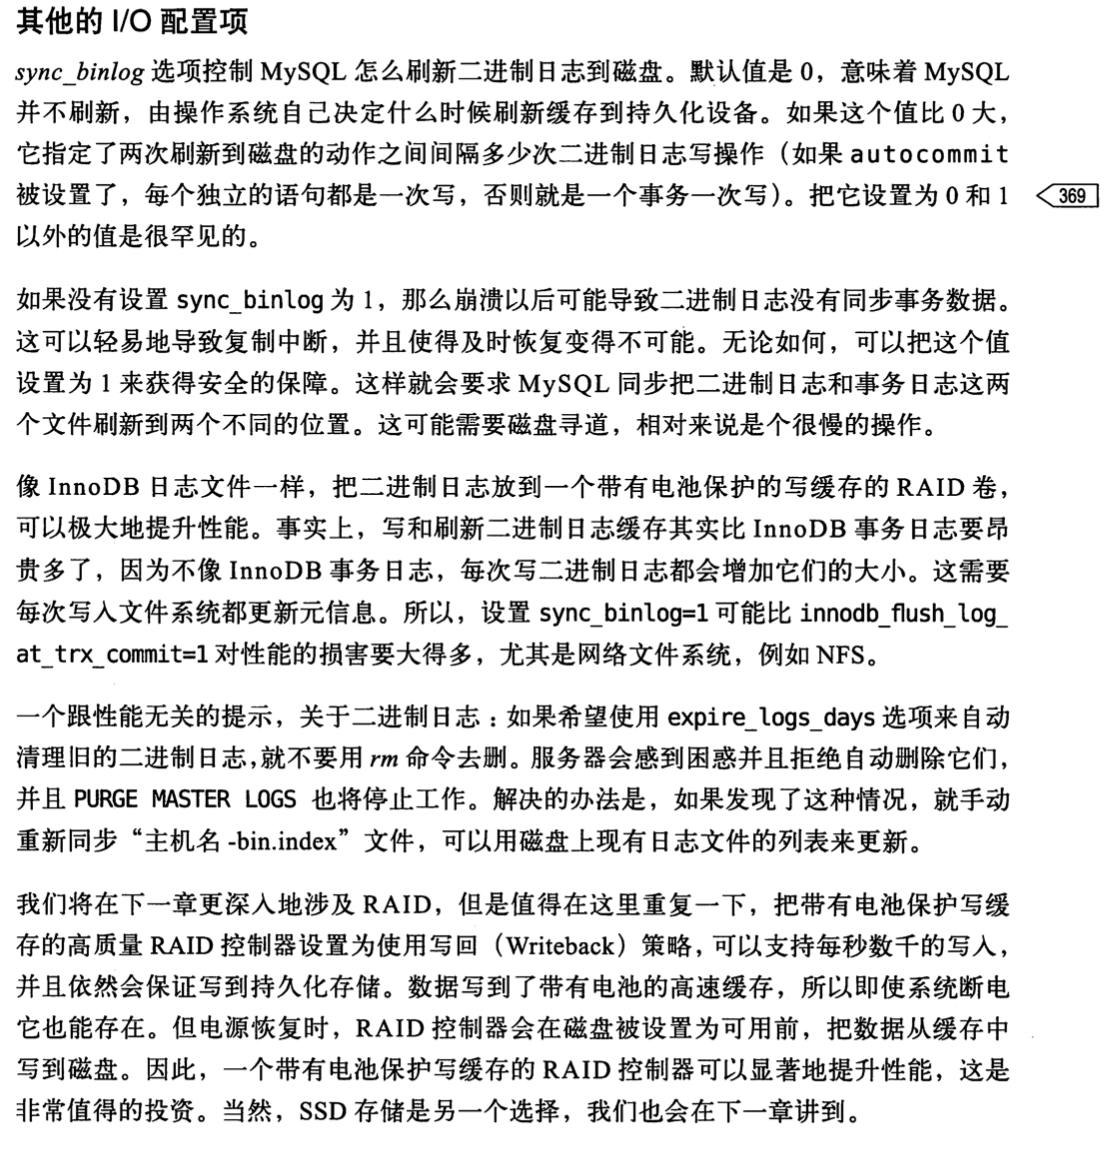 其他的 I/O 配置项
sync_binlog 选项控制 MySQL 怎么刷新二进制日志到磁盘。默认值是 0，意味着 MySQL
并不刷新，由操作系统自己决定什么时候刷新缓存到持久化设备。如果这个值比 0 大，
它指定了两次刷新到磁盘的动作之间间隔多少次二进制日志写操作（如果 autocommit
被设置了，每个独立的语句都是一次写，否则就是一个事务一次写）。把它设置为 0 和 1
369
以外的值是很罕见的。
如果没有设置 sync_binlog 为 1，那么崩溃以后可能导致二进制日志没有同步事务数据。
这可以轻易地导致复制中断，并且使得及时恢复变得不可能。无论如何，可以把这个值
设置为 1 来获得安全的保障。这样就会要求 MySQL 同步把二进制日志和事务日志这两
个文件刷新到两个不同的位置。这可能需要磁盘寻道，相对来说是个很慢的操作。
像 InnoDB 日志文件一样，把二进制日志放到一个带有电池保护的写缓存的 RAID 卷，
可以极大地提升性能。事实上，写和刷新二进制日志缓存其实比 InnoDB 事务日志要昂
贵多了，因为不像 InnoDB 事务日志，每次写二进制日志都会增加它们的大小。这需要
每次写入文件系统都更新元信息。所以，设置 sync_binlog=1 可能比 innodb_flush_log_
at_trx_commit=1 对性能的损害要大得多，尤其是网络文件系统，例如 NFS。
一个跟性能无关的提示，关于二进制日志：如果希望使用 expire_logs_days 选项来自动
清理旧的二进制日志，就不要用 rm 命令去删。服务器会感到困惑并且拒绝自动删除它们，
并且 PURGE MASTER LOGS 也将停止工作。解决的办法是，如果发现了这种情况，就手动
重新同步“主机名 -bin.index”文件，可以用磁盘上现有日志文件的列表来更新。
我们将在下一章更深入地涉及 RAID，但是值得在这里重复一下，把带有电池保护写缓
存的高质量 RAID 控制器设置为使用写回（Writeback）策略，可以支持每秒数千的写入，
并且依然会保证写到持久化存储。数据写到了带有电池的高速缓存，所以即使系统断电
它也能存在。但电源恢复时，RAID 控制器会在磁盘被设置为可用前，把数据从缓存中
写到磁盘。因此，一个带有电池保护写缓存的 RAID 控制器可以显著地提升性能，这是
非常值得的投资。当然，SSD 存储是另一个选择，我们也会在下一章讲到。